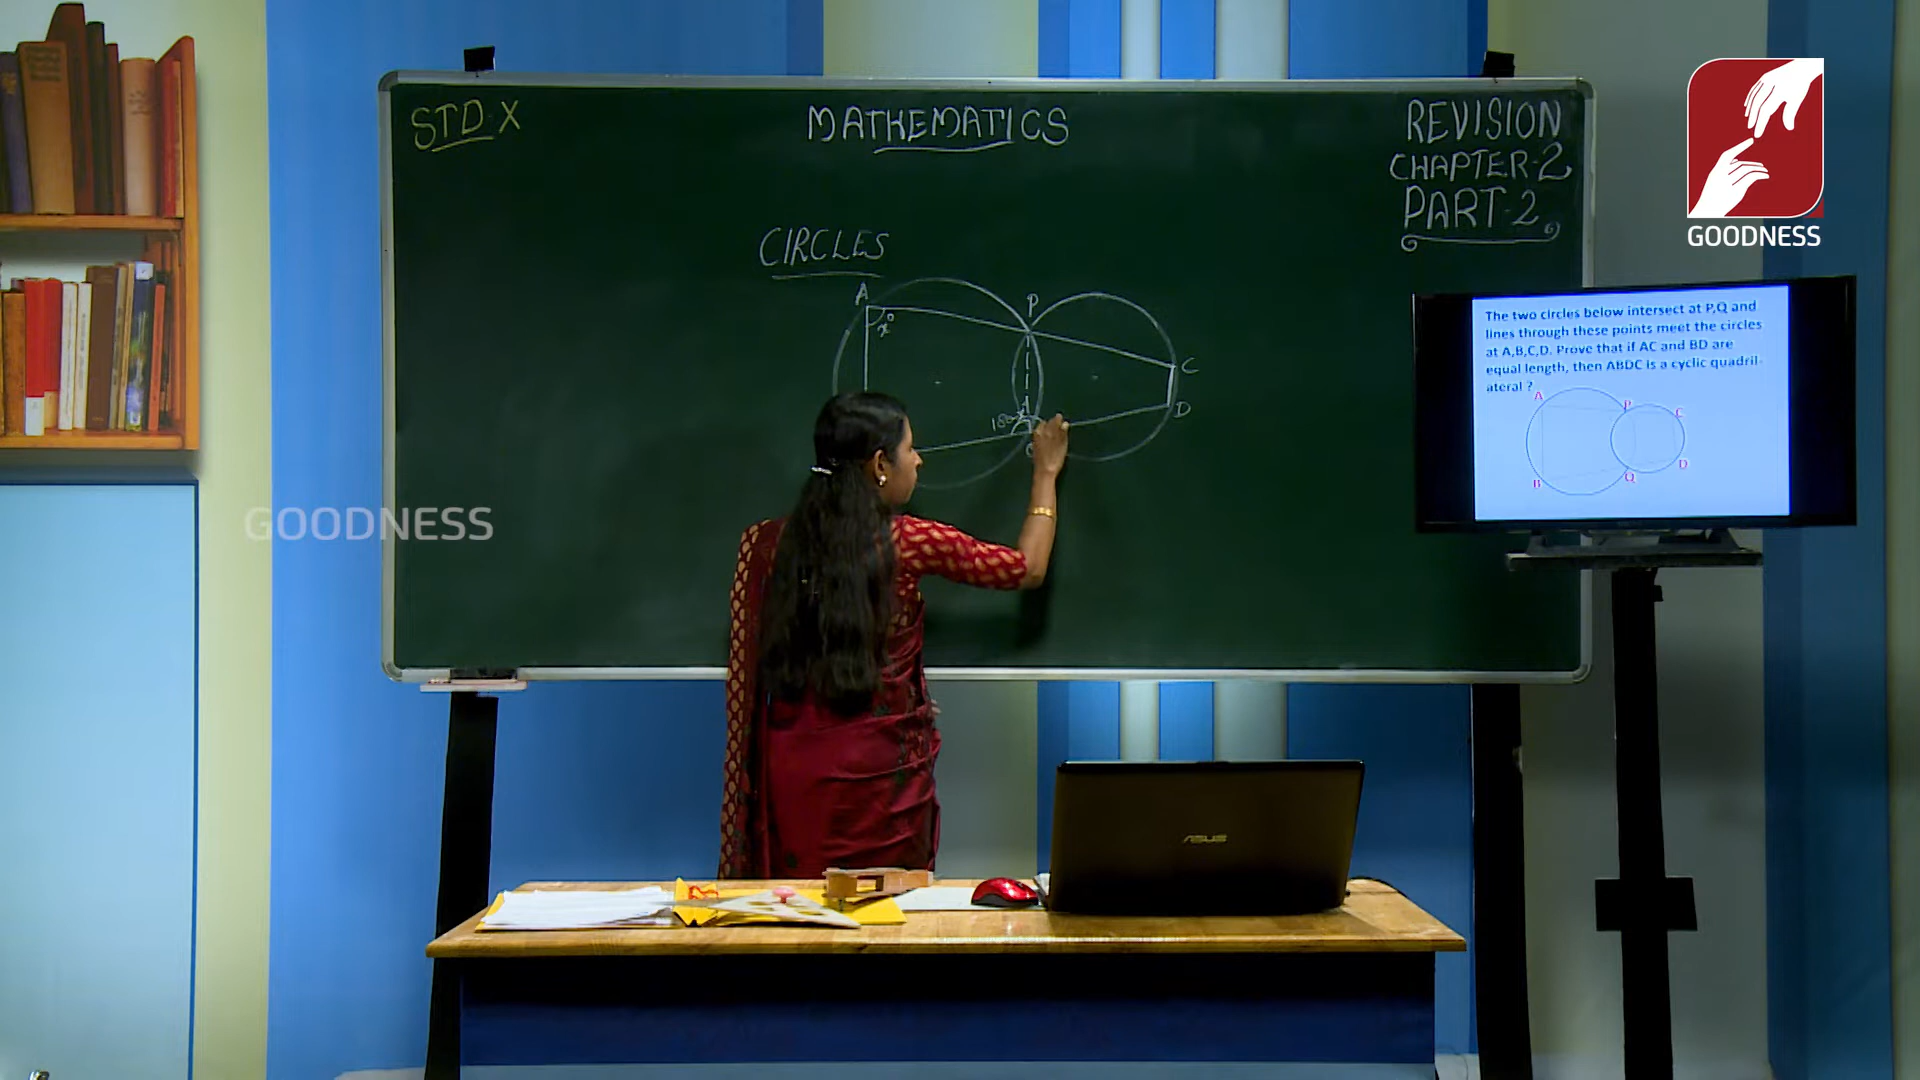 STD-X
MATHEMATICS
REVISION
CHAPTER-2
PART-2
CIRCLES
A
P
x°
C
D
GOODNESS
The two circles below intersect at P,Q and
lines through these points meet the circles
at A,B,C,D. Prove that if AC and BD are
equal length, then ABDC is a cyclic quadril-
ateral ?
A
P
C
B
Q
D
GOODNESS
ASUS